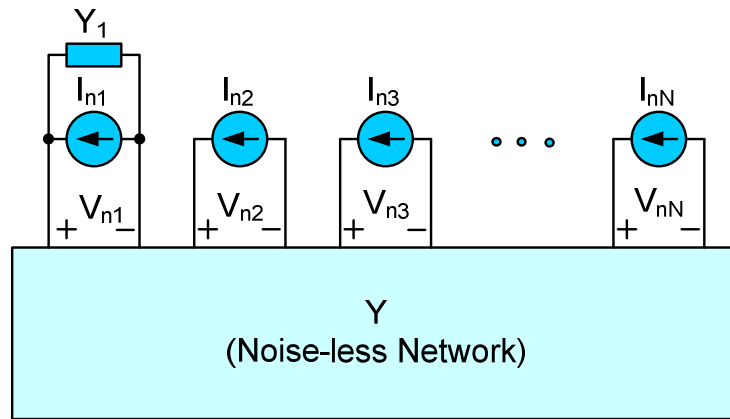 Y₁
Iₙ₁ Iₙ₂ Iₙ₃ IₙN
Vₙ₁ Vₙ₂ Vₙ₃ VₙN
+ − + − + − + −
Y
(Noise-less Network)